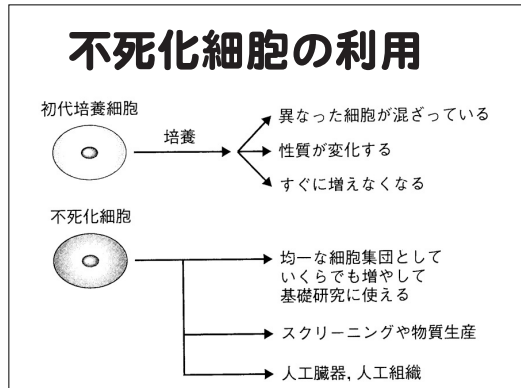 不死化細胞の利用
初代培養細胞
培養
異なった細胞が混ざっている
性質が変化する
すぐに増えなくなる
不死化細胞
均一な細胞集団として
いくらでも増やして
基礎研究に使える
スクリーニングや物質生産
人工臓器，人工組織